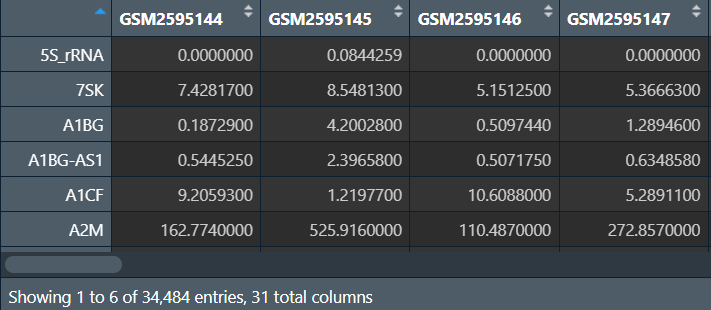 GSM2595144 GSM2595145 GSM2595146 GSM2595147
5S_rRNA 0.0000000 0.0844259 0.0000000 0.0000000
7SK 7.4281700 8.5481300 5.1512500 5.3666300
A1BG 0.1872900 4.2002800 0.5097440 1.2894600
A1BG-AS1 0.5445250 2.3965800 0.5071750 0.6348580
A1CF 9.2059300 1.2197700 10.6088000 5.2891100
A2M 162.7740000 525.9160000 110.4870000 272.8570000
Showing 1 to 6 of 34,484 entries, 31 total columns